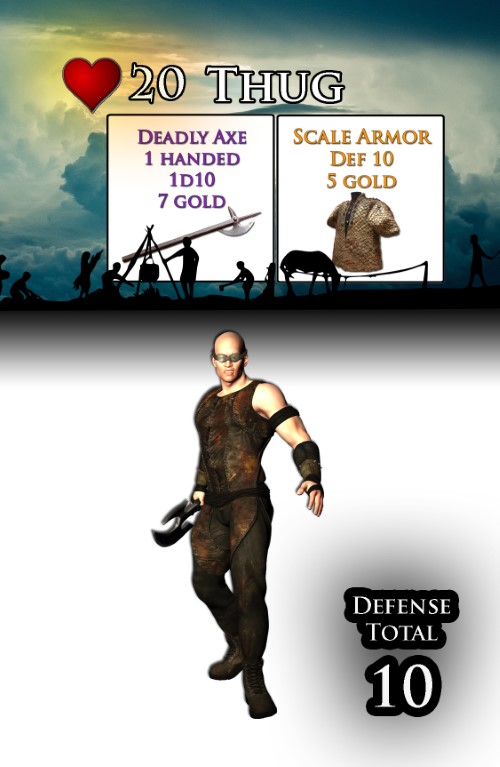 20 Thug
Deadly Axe
1 handed
1d10
7 gold
Scale Armor
Def 10
5 gold
Defense
Total
10